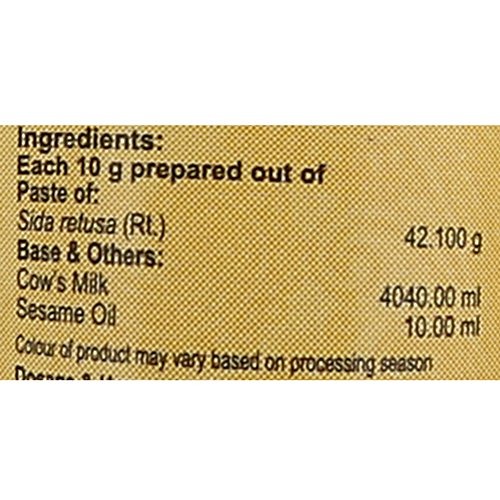 Ingredients:
Each 10 g prepared out of
Paste of:
Sida retusa (Rt.) 42.100 g
Base & Others:
Cow's Milk 4040.00 ml
Sesame Oil 10.00 ml
Colour of product may vary based on processing season